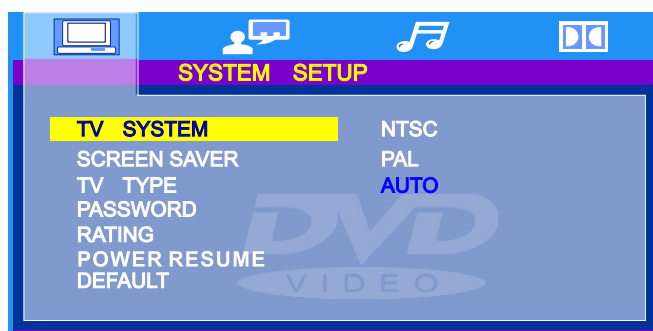 SYSTEM SETUP
TV SYSTEM NTSC
SCREEN SAVER PAL
TV TYPE AUTO
PASSWORD
RATING
POWER RESUME
DEFAULT
DVD
VIDEO